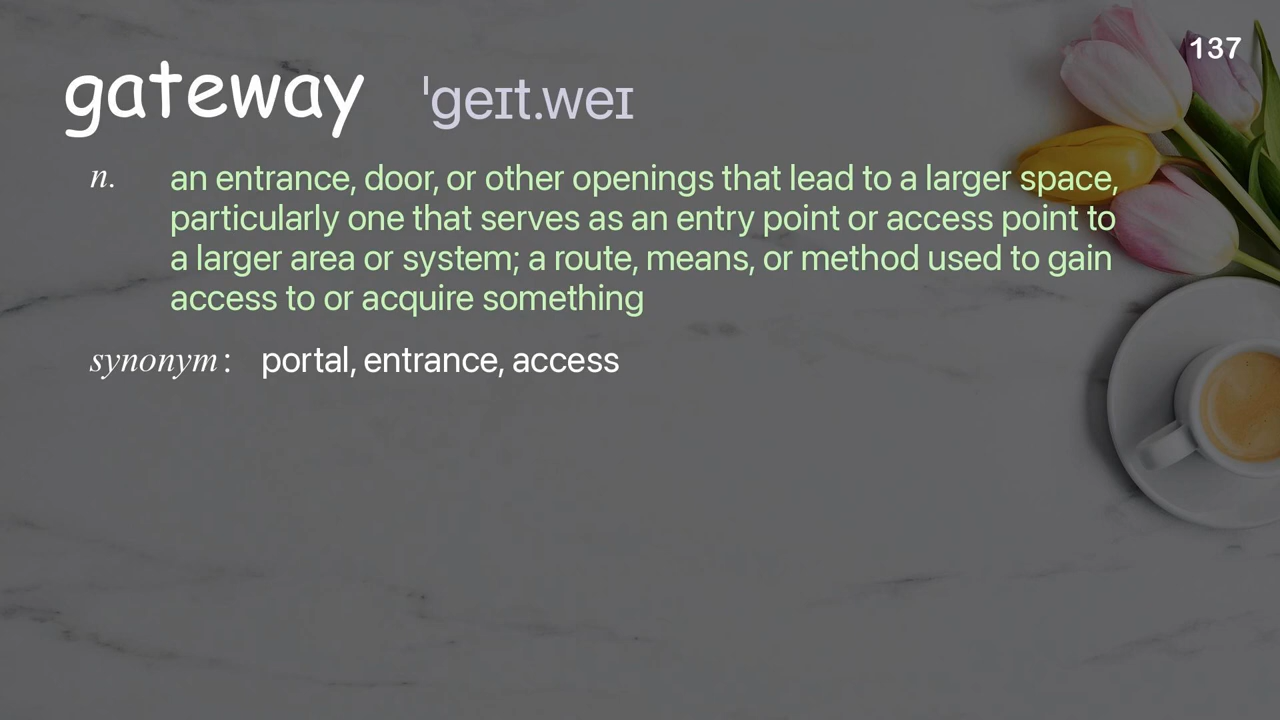 137
gateway ˈɡeɪt.weɪ
n. an entrance, door, or other openings that lead to a larger space,
particularly one that serves as an entry point or access point to
a larger area or system; a route, means, or method used to gain
access to or acquire something
synonym: portal, entrance, access